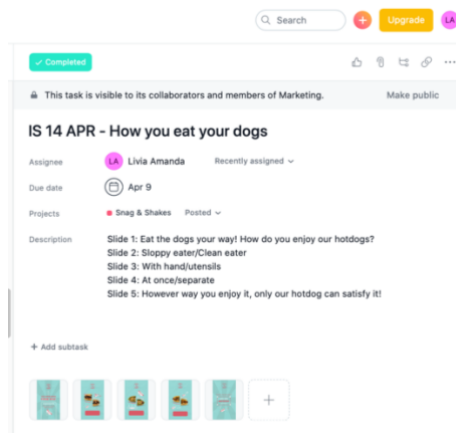 Search
Upgrade
LA
Completed
This task is visible to its collaborators and members of Marketing.
Make public
IS 14 APR - How you eat your dogs
Assignee
LA Livia Amanda
Recently assigned
Due date
Apr 9
Projects
Snag & Shakes
Posted
Description
Slide 1: Eat the dogs your way! How do you enjoy our hotdogs?
Slide 2: Sloppy eater/Clean eater
Slide 3: With hand/utensils
Slide 4: At once/separate
Slide 5: However way you enjoy it, only our hotdog can satisfy it!
+ Add subtask